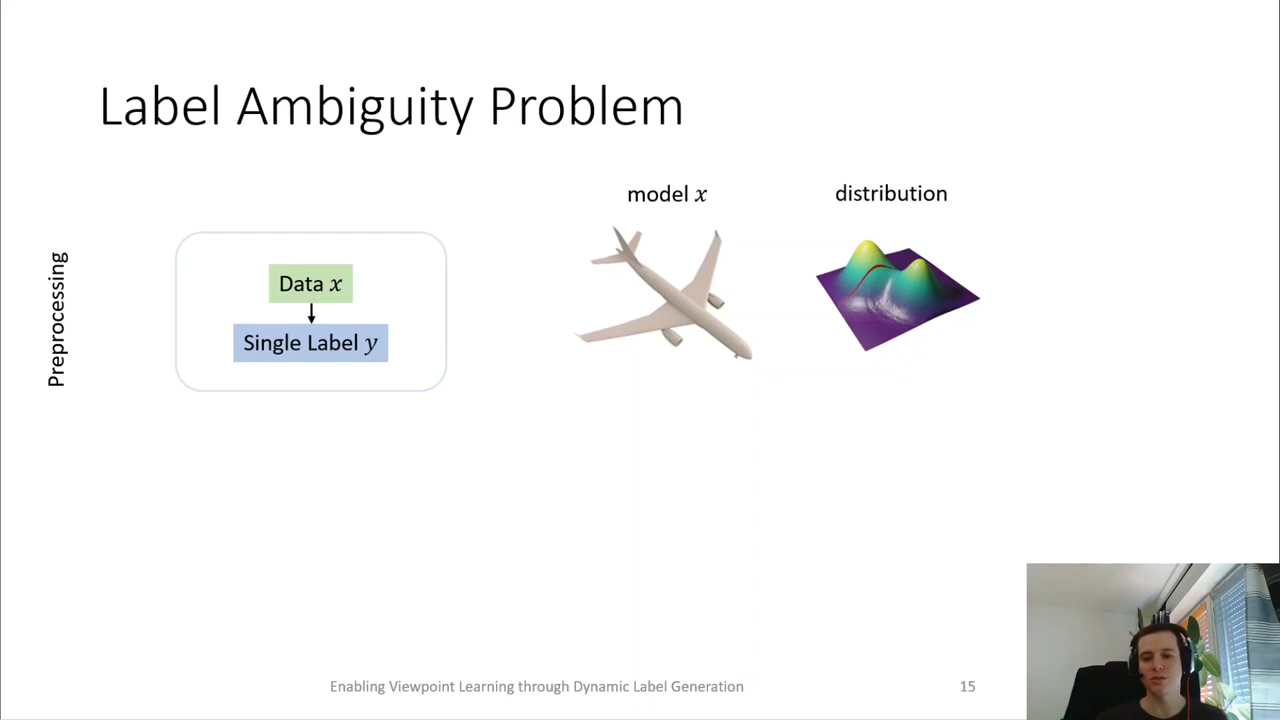 Label Ambiguity Problem
model x
distribution
Preprocessing
Data x
Single Label y
Enabling Viewpoint Learning through Dynamic Label Generation
15